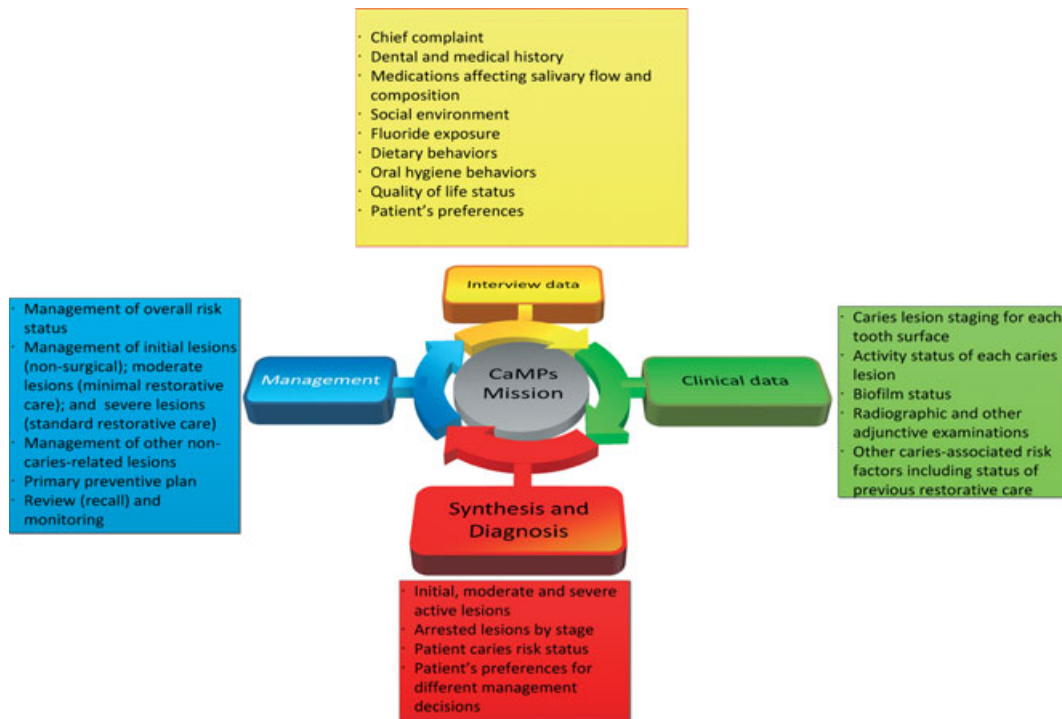 · Chief complaint
· Dental and medical history
· Medications affecting salivary flow and
composition
· Social environment
· Fluoride exposure
· Dietary behaviors
· Oral hygiene behaviors
· Quality of life status
· Patient’s preferences
Interview data
· Management of overall risk
status
· Management of initial lesions
(non-surgical); moderate
lesions (minimal restorative
care); and severe lesions
(standard restorative care)
· Management of other non-
caries-related lesions
· Primary preventive plan
· Review (recall) and
monitoring
Management
CaMPs
Mission
Clinical data
· Caries lesion staging for each
tooth surface
· Activity status of each caries
lesion
· Biofilm status
· Radiographic and other
adjunctive examinations
· Other caries-associated risk
factors including status of
previous restorative care
Synthesis and
Diagnosis
· Initial, moderate and severe
active lesions
· Arrested lesions by stage
· Patient caries risk status
· Patient’s preferences for
different management
decisions